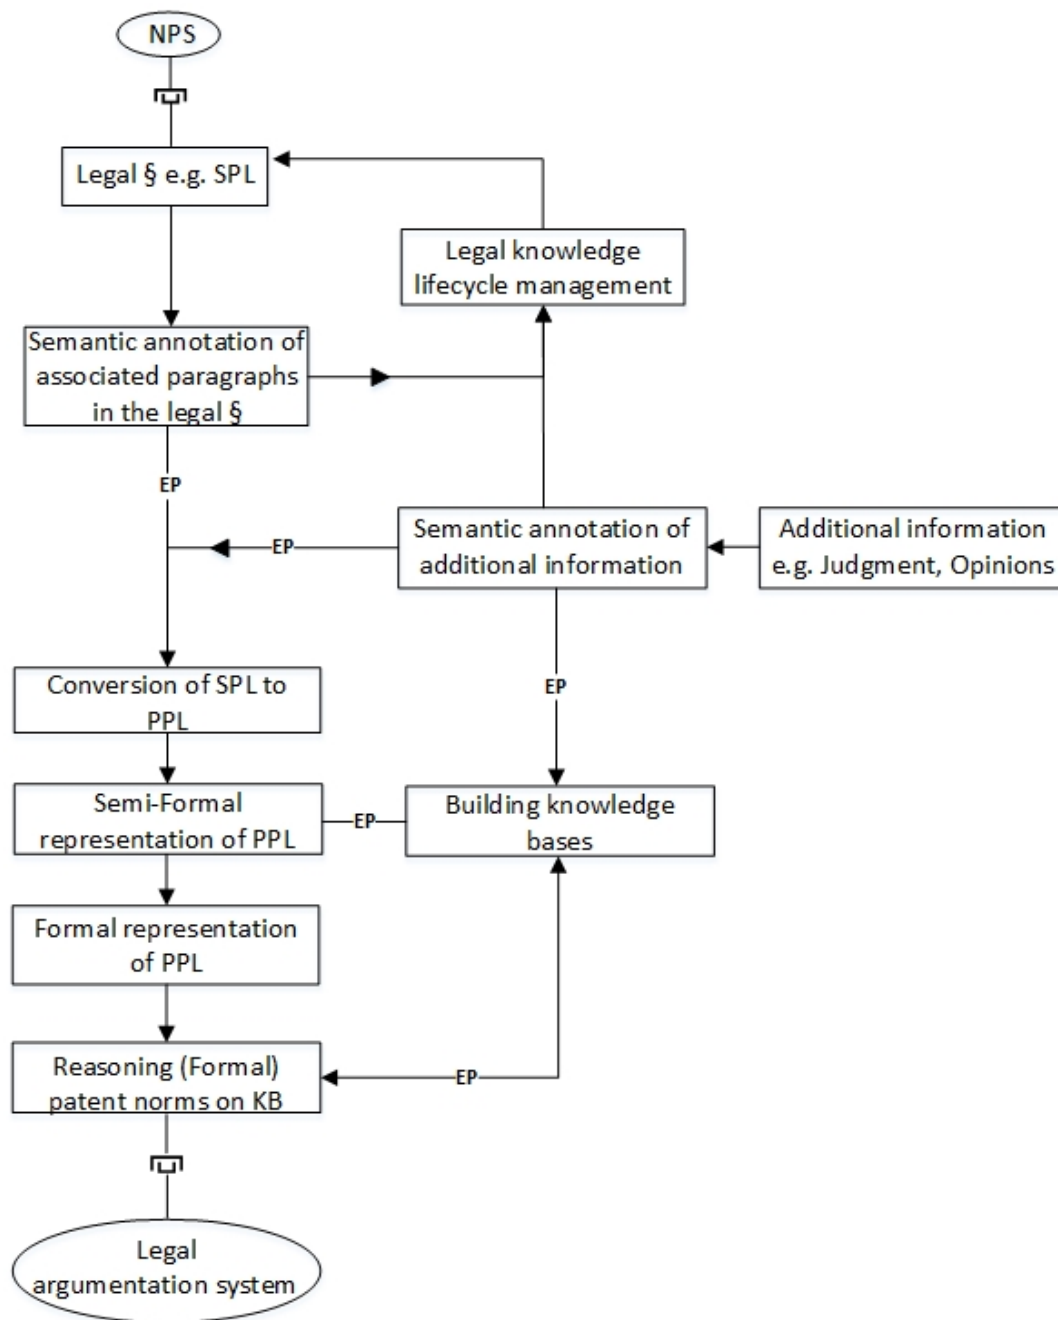 NPS
Legal § e.g. SPL
Legal knowledge
lifecycle management
Semantic annotation of
associated paragraphs
in the legal §
EP
Semantic annotation of
additional information
Additional information
e.g. Judgment, Opinions
EP
EP
Conversion of SPL to
PPL
Semi-Formal
representation of PPL
EP
Building knowledge
bases
Formal representation
of PPL
Reasoning (Formal)
patent norms on KB
EP
Legal
argumentation system